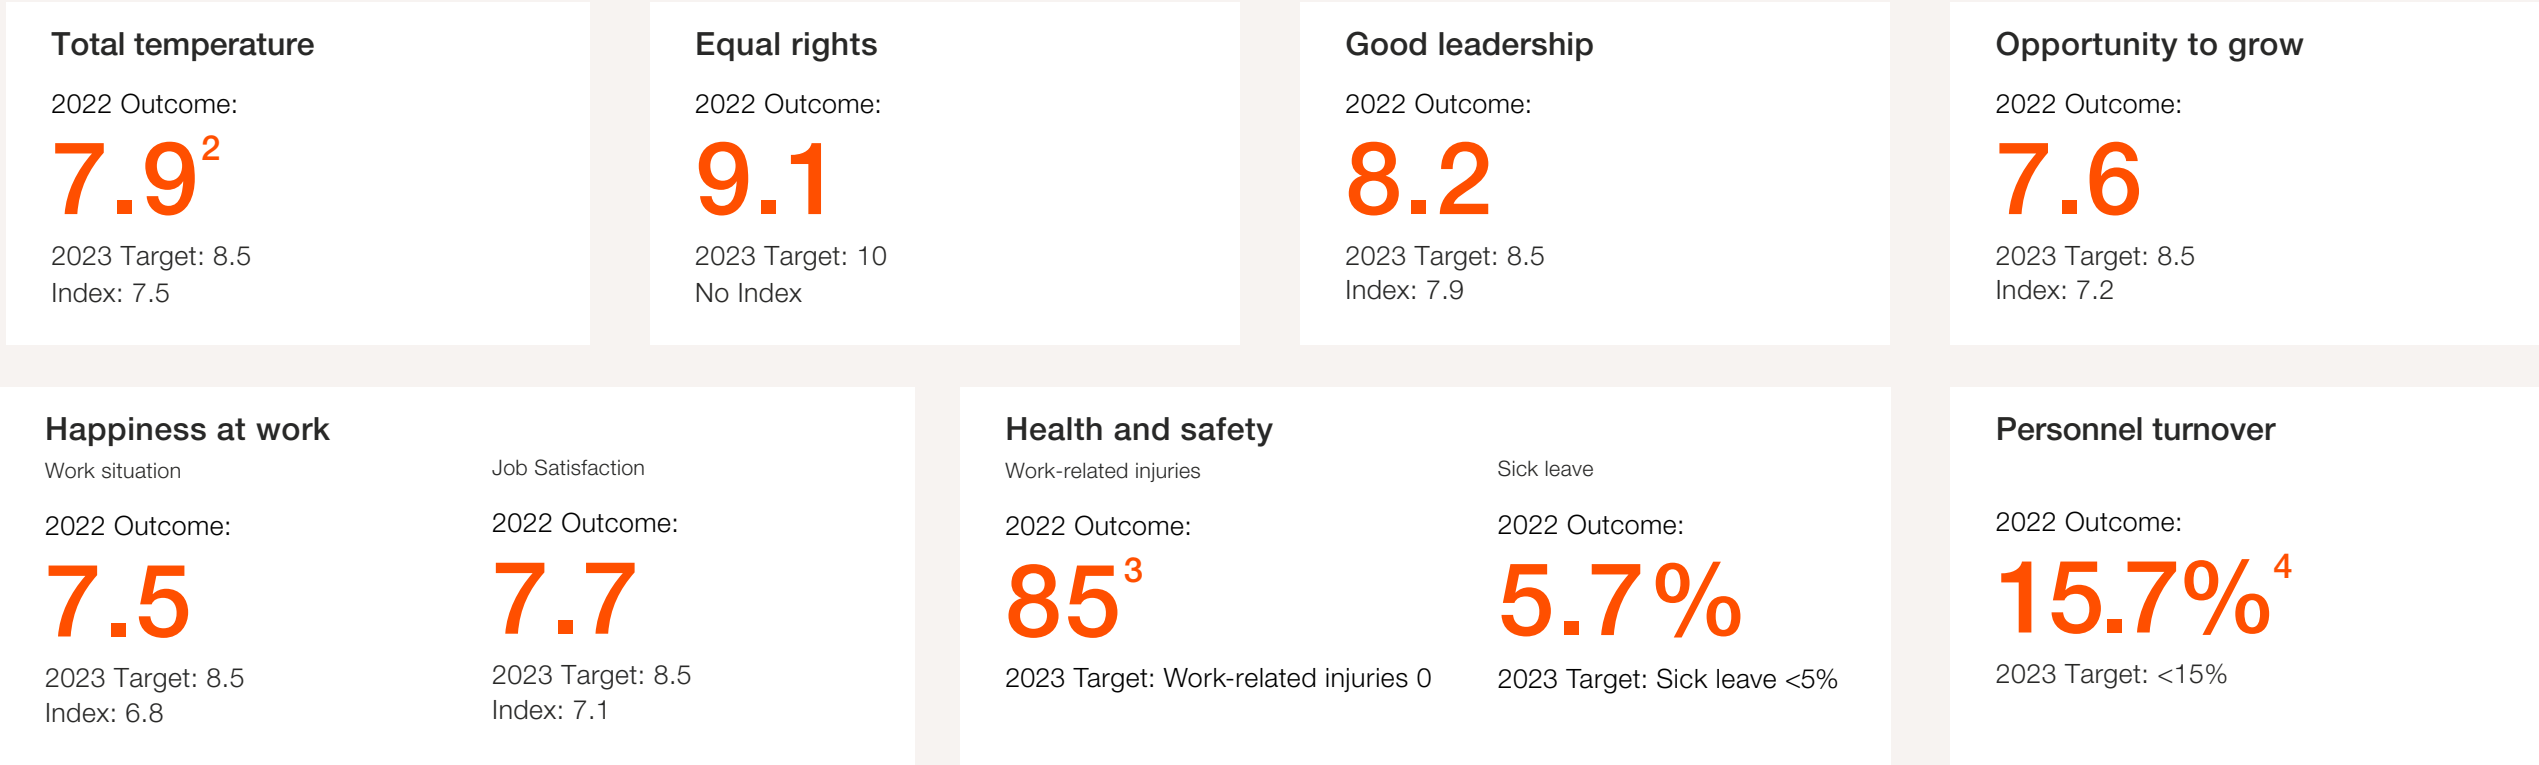 Total temperature
2022 Outcome:
7.9²
2023 Target: 8.5
Index: 7.5
Equal rights
2022 Outcome:
9.1
2023 Target: 10
No Index
Good leadership
2022 Outcome:
8.2
2023 Target: 8.5
Index: 7.9
Opportunity to grow
2022 Outcome:
7.6
2023 Target: 8.5
Index: 7.2
Happiness at work
Work situation
2022 Outcome:
7.5
2023 Target: 8.5
Index: 6.8
Job Satisfaction
2022 Outcome:
7.7
2023 Target: 8.5
Index: 7.1
Health and safety
Work-related injuries
2022 Outcome:
85³
2023 Target: Work-related injuries 0
Sick leave
2022 Outcome:
5.7%
2023 Target: Sick leave <5%
Personnel turnover
2022 Outcome:
15.7%⁴
2023 Target: <15%